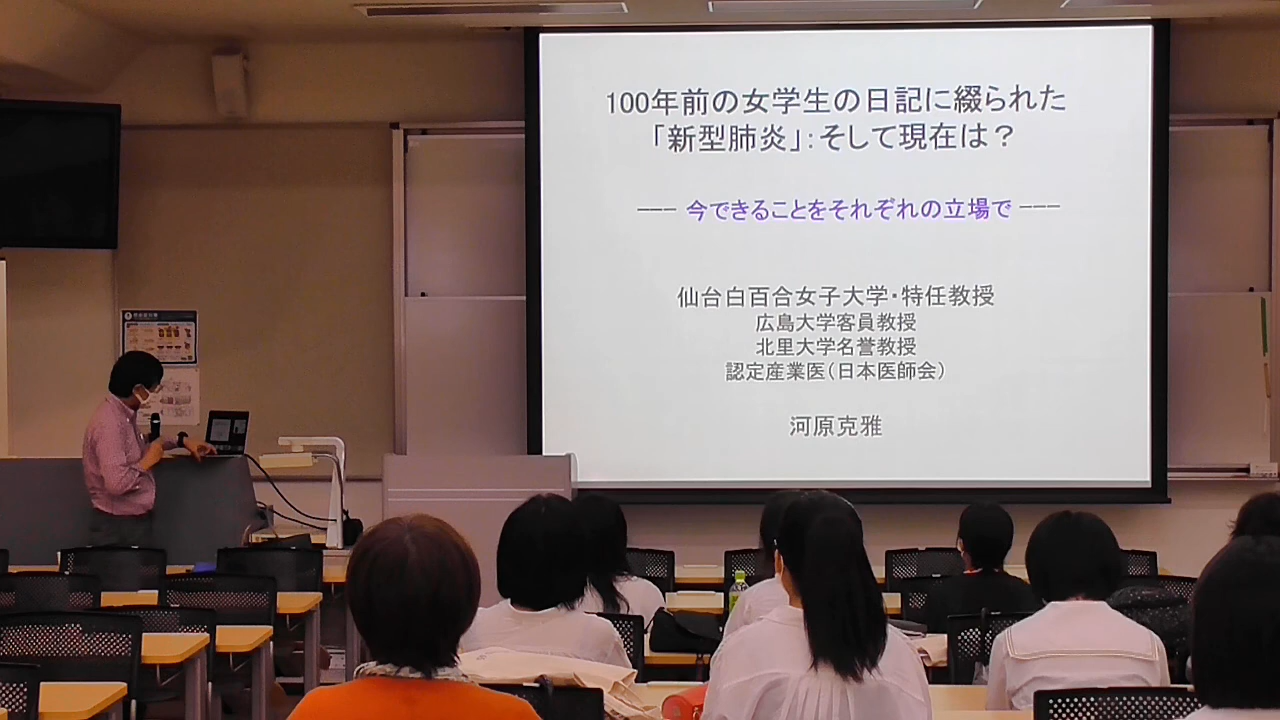 100年前の女学生の日記に綴られた
「新型肺炎」：そして現在は？
--- 今できることをそれぞれの立場で ---
仙台白百合女子大学・特任教授
広島大学客員教授
北里大学名誉教授
認定産業医（日本医師会）
河原克雅